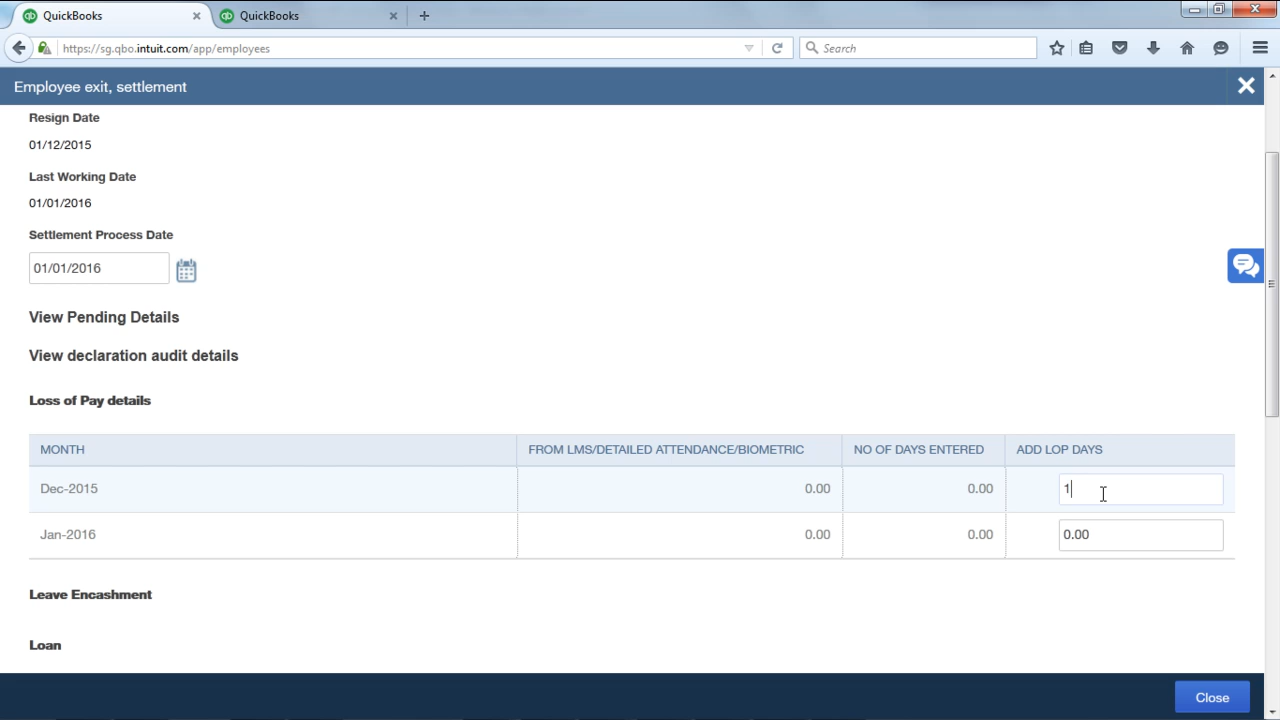 QuickBooks
QuickBooks
https://sg.qbo.intuit.com/app/employees
Search
Employee exit, settlement
Resign Date
01/12/2015
Last Working Date
01/01/2016
Settlement Process Date
01/01/2016
View Pending Details
View declaration audit details
Loss of Pay details
MONTH FROM LMS/DETAILED ATTENDANCE/BIOMETRIC NO OF DAYS ENTERED ADD LOP DAYS
Dec-2015 0.00 0.00 1
Jan-2016 0.00 0.00 0.00
Leave Encashment
Loan
Close